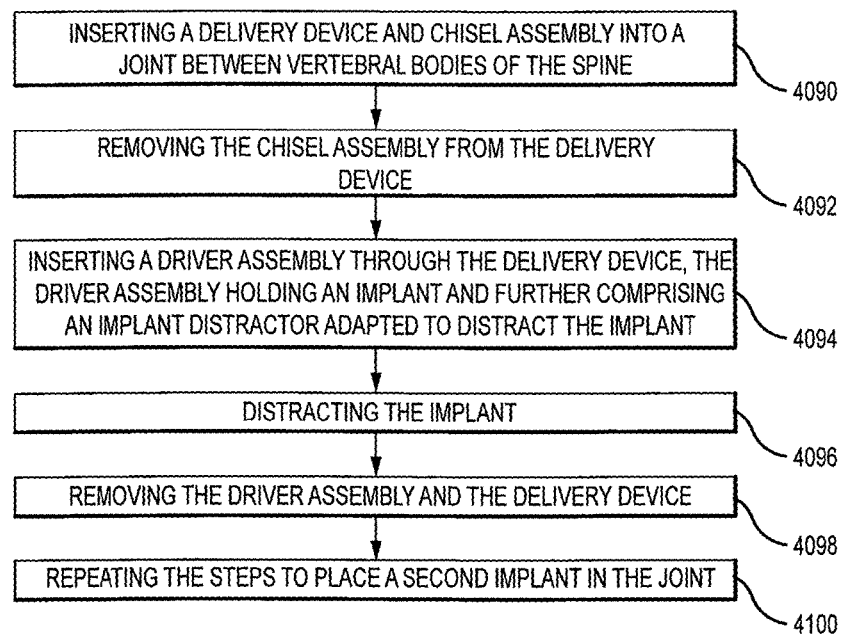 INSERTING A DELIVERY DEVICE AND CHISEL ASSEMBLY INTO A
JOINT BETWEEN VERTEBRAL BODIES OF THE SPINE
4090
REMOVING THE CHISEL ASSEMBLY FROM THE DELIVERY
DEVICE
4092
INSERTING A DRIVER ASSEMBLY THROUGH THE DELIVERY DEVICE, THE
DRIVER ASSEMBLY HOLDING AN IMPLANT AND FURTHER COMPRISING
AN IMPLANT DISTRACTOR ADAPTED TO DISTRACT THE IMPLANT
4094
DISTRACTING THE IMPLANT
4096
REMOVING THE DRIVER ASSEMBLY AND THE DELIVERY DEVICE
4098
REPEATING THE STEPS TO PLACE A SECOND IMPLANT IN THE JOINT
4100